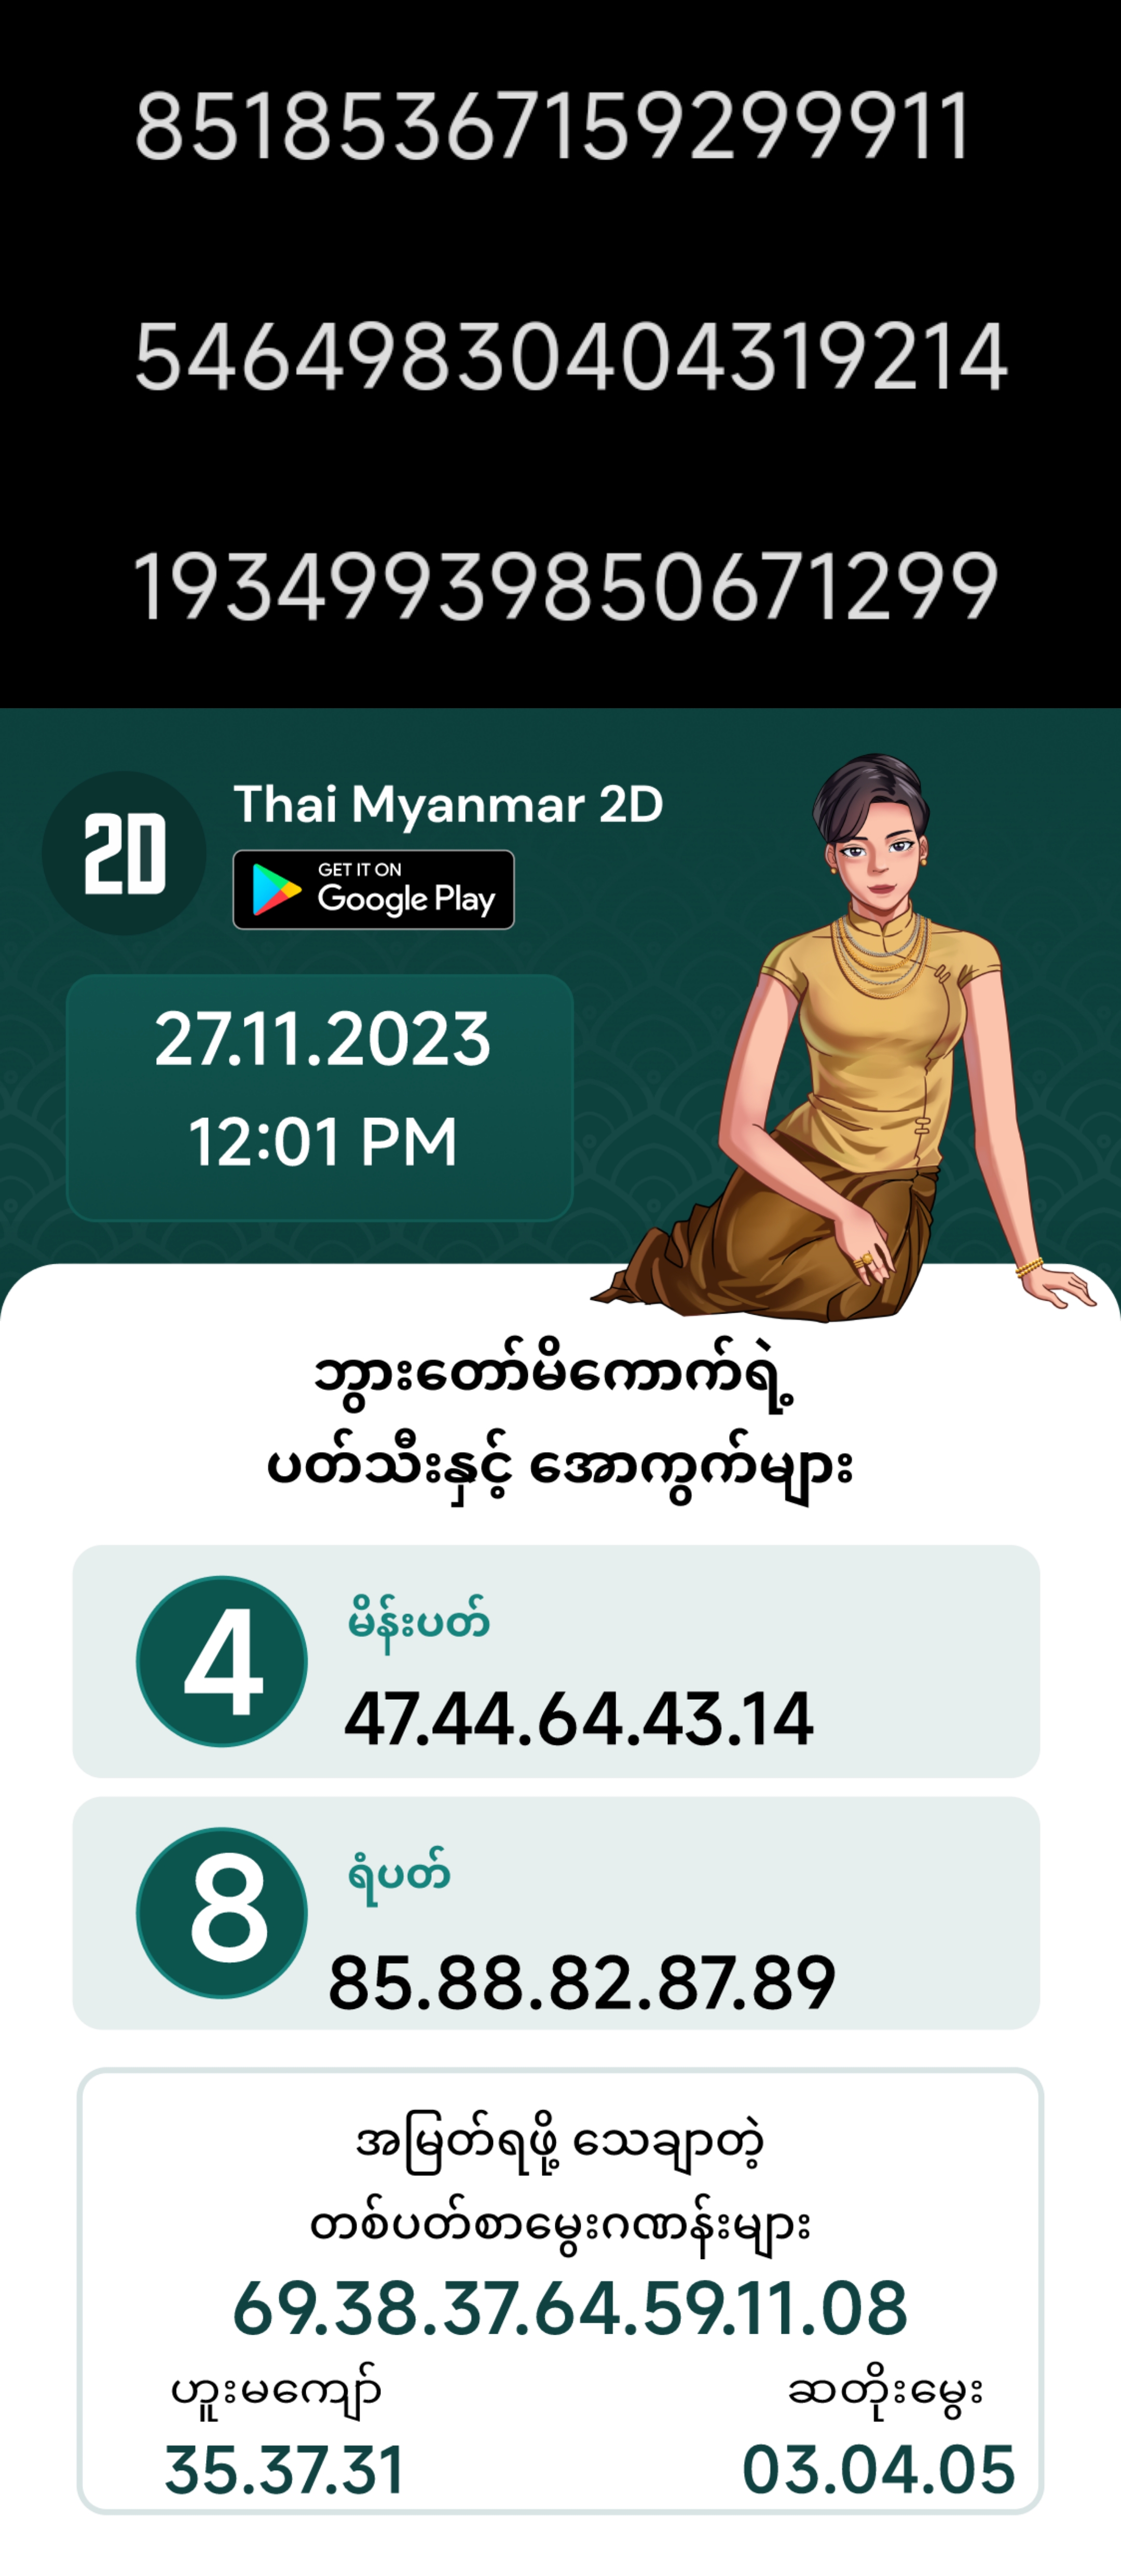 8518536715929​9911
546498304043​19214
19349939850671299
Thai Myanmar 2D
2D
GET IT ON
Google Play
27.11.2023
12:01 PM
ဘွားတော်မိကောက်ရဲ့
ပတ်သီးနှင့် အောကွက်များ
4
မိန်းပတ်
47.44.64.43.14
8
ရံပတ်
85.88.82.87.89
အမြတ်ရဖို့ သေချာတဲ့
တစ်ပတ်စာမွေးဂဏန်းများ
69.38.37.64.59.11.08
ဟူးမကျော် ဆတိုးမွေး
35.37.31 03.04.05